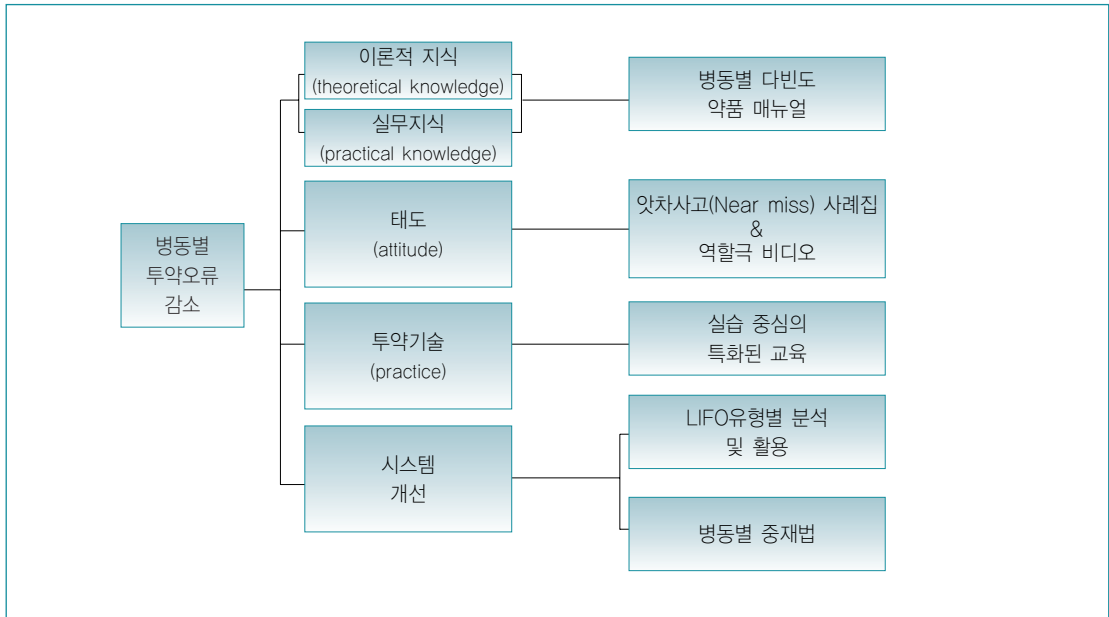 병동별
투약오류
감소
이론적 지식
(theoretical knowledge)
실무지식
(practical knowledge)
태도
(attitude)
투약기술
(practice)
시스템
개선
병동별 다빈도
약품 매뉴얼
앗차사고(Near miss) 사례집
&
역할극 비디오
실습 중심의
특화된 교육
LIFO유형별 분석
및 활용
병동별 중재법